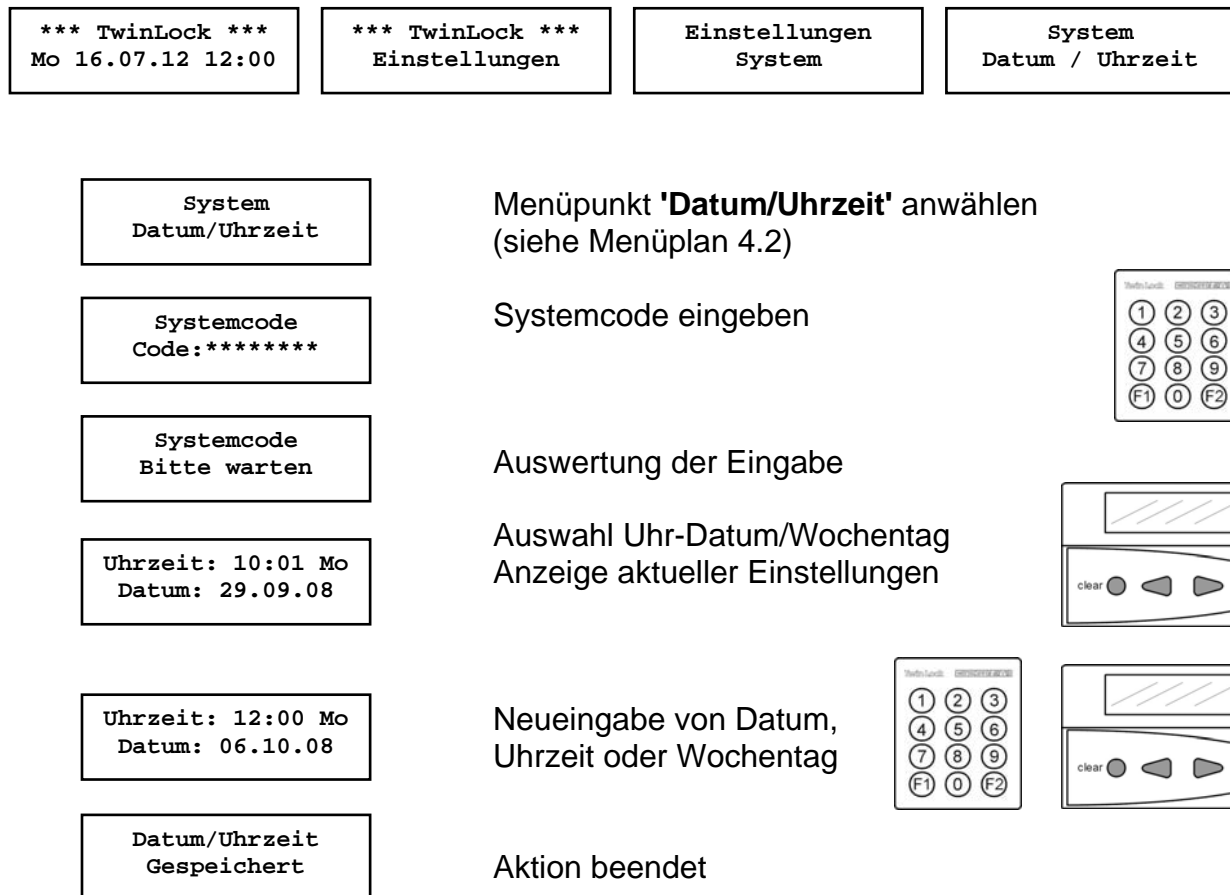 *** TwinLock ***
Mo 16.07.12 12:00
*** TwinLock ***
Einstellungen
Einstellungen
System
System
Datum / Uhrzeit
System
Datum/Uhrzeit
Menüpunkt 'Datum/Uhrzeit' anwählen
(siehe Menüplan 4.2)
Systemcode
Code:********
Systemcode eingeben
TwinLock
1 2 3
4 5 6
7 8 9
F1 0 F2
Systemcode
Bitte warten
Auswertung der Eingabe
Uhrzeit: 10:01 Mo
Datum: 29.09.08
Auswahl Uhr-Datum/Wochentag
Anzeige aktueller Einstellungen
clear
Uhrzeit: 12:00 Mo
Datum: 06.10.08
Neueingabe von Datum,
Uhrzeit oder Wochentag
TwinLock
1 2 3
4 5 6
7 8 9
F1 0 F2
clear
Datum/Uhrzeit
Gespeichert
Aktion beendet